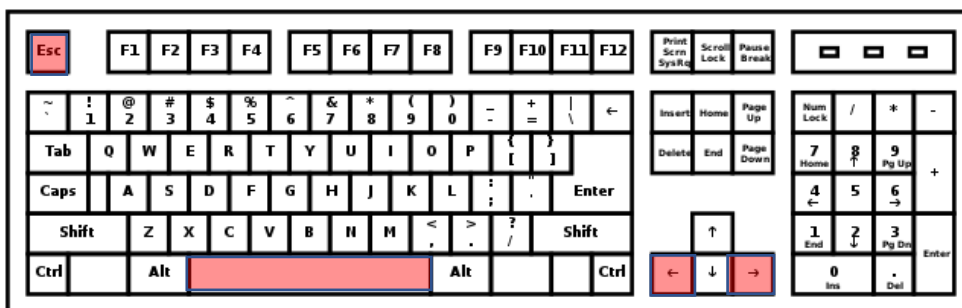 Esc F1 F2 F3 F4 F5 F6 F7 F8 F9 F10 F11 F12 Print Scrn SysRq Scroll Lock Pause Break
~ ` ! 1 @ 2 # 3 $ 4 % 5 ^ 6 & 7 * 8 ( 9 ) 0 _ - + = | \ ← Insert Home Page Up Num Lock / * -
Tab Q W E R T Y U I O P { [ } ] Delete End Page Down 7 Home 8 ↑ 9 Pg Up +
Caps A S D F G H J K L : ; " . Enter 4 ← 5 6 →
Shift Z X C V B N M < , > . ? / Shift ↑ 1 End 2 ↓ 3 Pg Dn Enter
Ctrl Alt Alt Ctrl ← ↓ → 0 Ins . Del